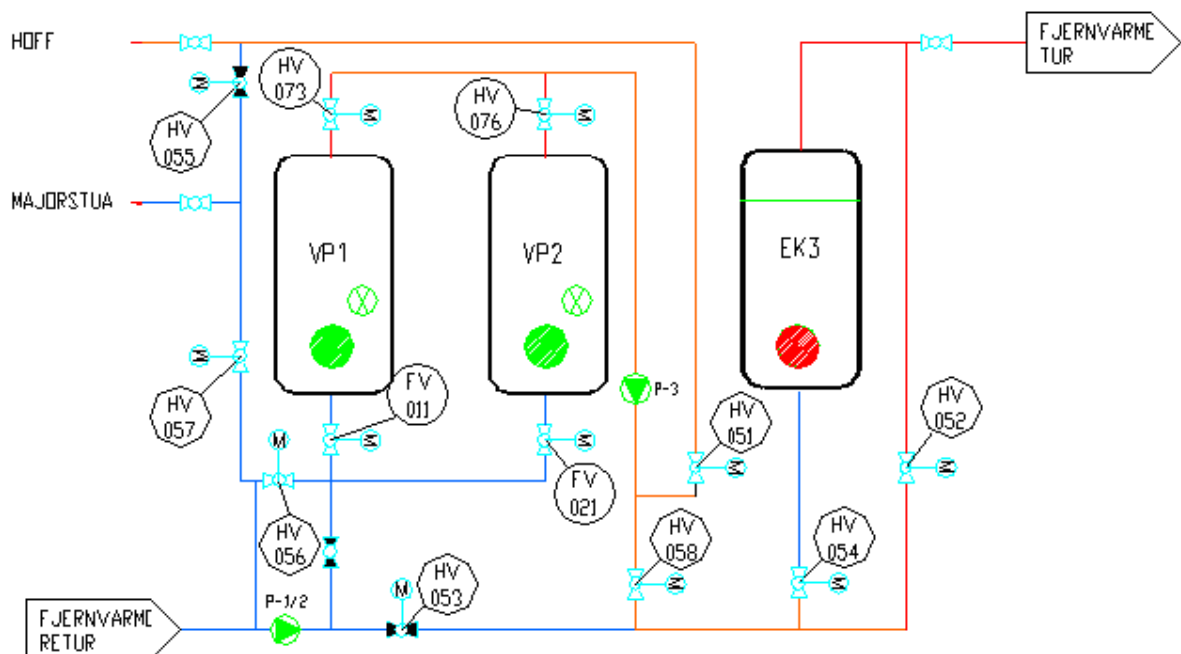 HOFF
FJERNVARME
TUR
M
HV
073
HV
076
M
M
HV
055
MAJORSTUA
VP1
VP2
EK3
M
HV
057
FV
011
P-3
HV
051
HV
052
M
M
M
M
M
FV
021
HV
056
HV
058
HV
054
M
M
M
HV
053
P-1/2
FJERNVARME
RETUR